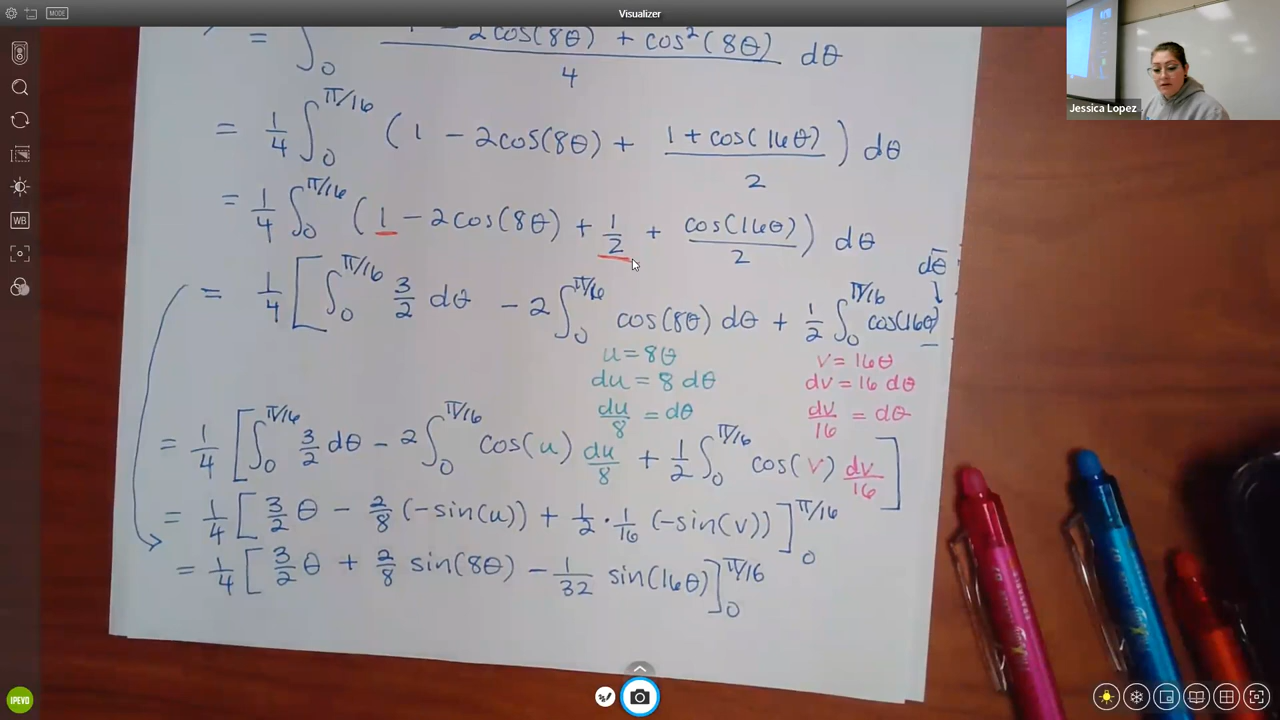 MODE
Visualizer
WB
Jessica Lopez
= ∫₀ 1 − 2cos(8θ) + cos²(8θ) / 4 dθ
= 1/4 ∫₀^(π/16) (1 − 2cos(8θ) + (1 + cos(16θ))/2) dθ
= 1/4 ∫₀^(π/16) (1 − 2cos(8θ) + 1/2 + cos(16θ)/2) dθ
dθ
= 1/4 [ ∫₀^(π/16) 3/2 dθ − 2 ∫₀^(π/16) cos(8θ) dθ + 1/2 ∫₀^(π/16) cos(16θ)
u = 8θ v = 16θ
du = 8 dθ dv = 16 dθ
du/8 = dθ dv/16 = dθ
= 1/4 [ ∫₀^(π/16) 3/2 dθ − 2 ∫₀^(π/16) cos(u) du/8 + 1/2 ∫₀^(π/16) cos(v) dv/16 ]
= 1/4 [ 3/2 θ − 2/8 (−sin(u)) + 1/2 · 1/16 (−sin(v)) ]₀^(π/16)
= 1/4 [ 3/2 θ + 2/8 sin(8θ) − 1/32 sin(16θ) ]₀^(π/16)
IPEVO